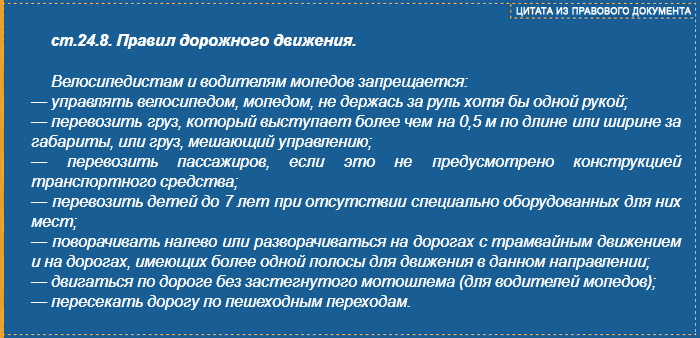 ЦИТАТА ИЗ ПРАВОВОГО ДОКУМЕНТА
ст.24.8. Правил дорожного движения.
Велосипедистам и водителям мопедов запрещается:
— управлять велосипедом, мопедом, не держась за руль хотя бы одной рукой;
— перевозить груз, который выступает более чем на 0,5 м по длине или ширине за
габариты, или груз, мешающий управлению;
— перевозить пассажиров, если это не предусмотрено конструкцией
транспортного средства;
— перевозить детей до 7 лет при отсутствии специально оборудованных для них
мест;
— поворачивать налево или разворачиваться на дорогах с трамвайным движением
и на дорогах, имеющих более одной полосы для движения в данном направлении;
— двигаться по дороге без застегнутого мотошлема (для водителей мопедов);
— пересекать дорогу по пешеходным переходам.